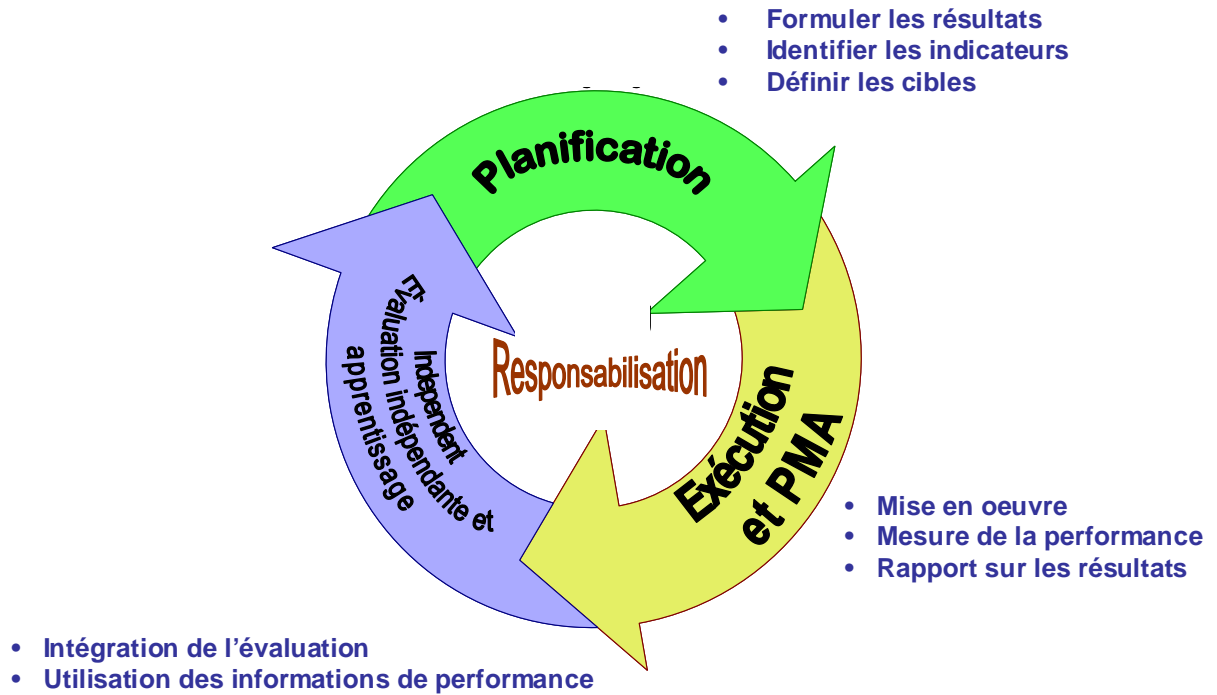 • Formuler les résultats
• Identifier les indicateurs
• Définir les cibles
Planification
Responsabilisation
Exécution
et PMA
• Mise en oeuvre
• Mesure de la performance
• Rapport sur les résultats
Independent
Évaluation indépendante et
apprentissage
• Intégration de l’évaluation
• Utilisation des informations de performance